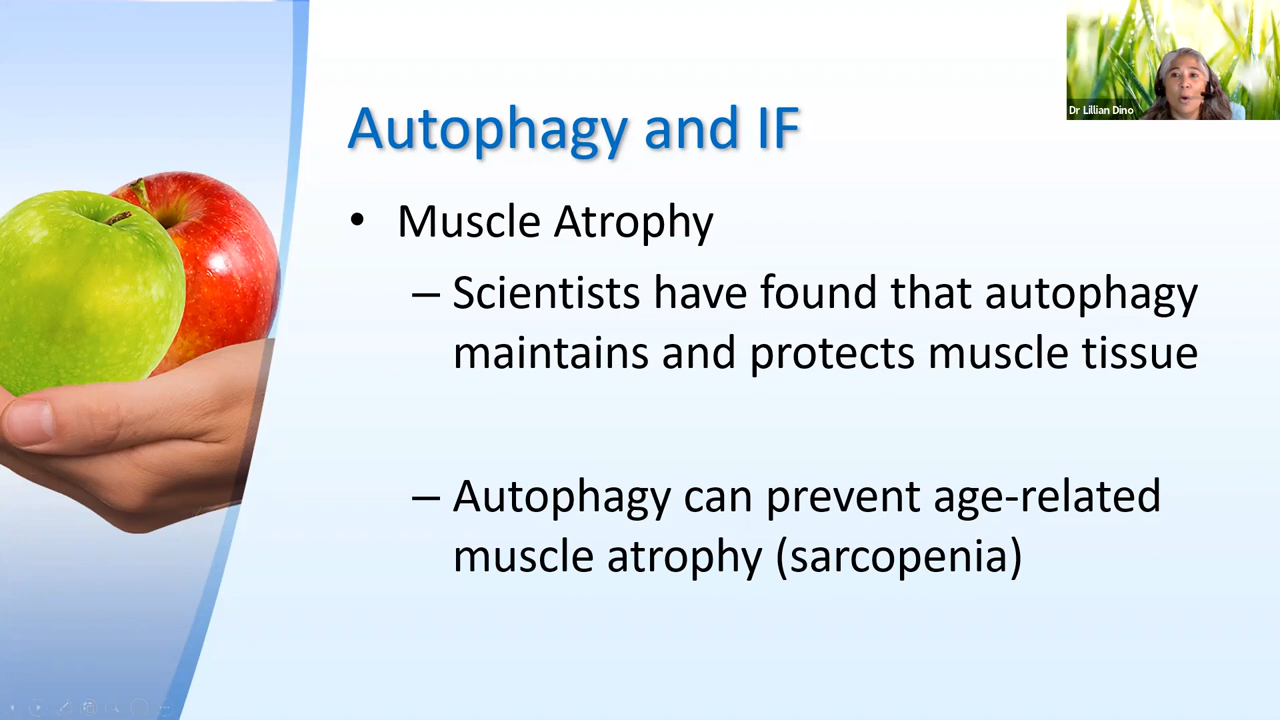 Dr Lillian Dino
Autophagy and IF
• Muscle Atrophy
– Scientists have found that autophagy
maintains and protects muscle tissue
– Autophagy can prevent age-related
muscle atrophy (sarcopenia)